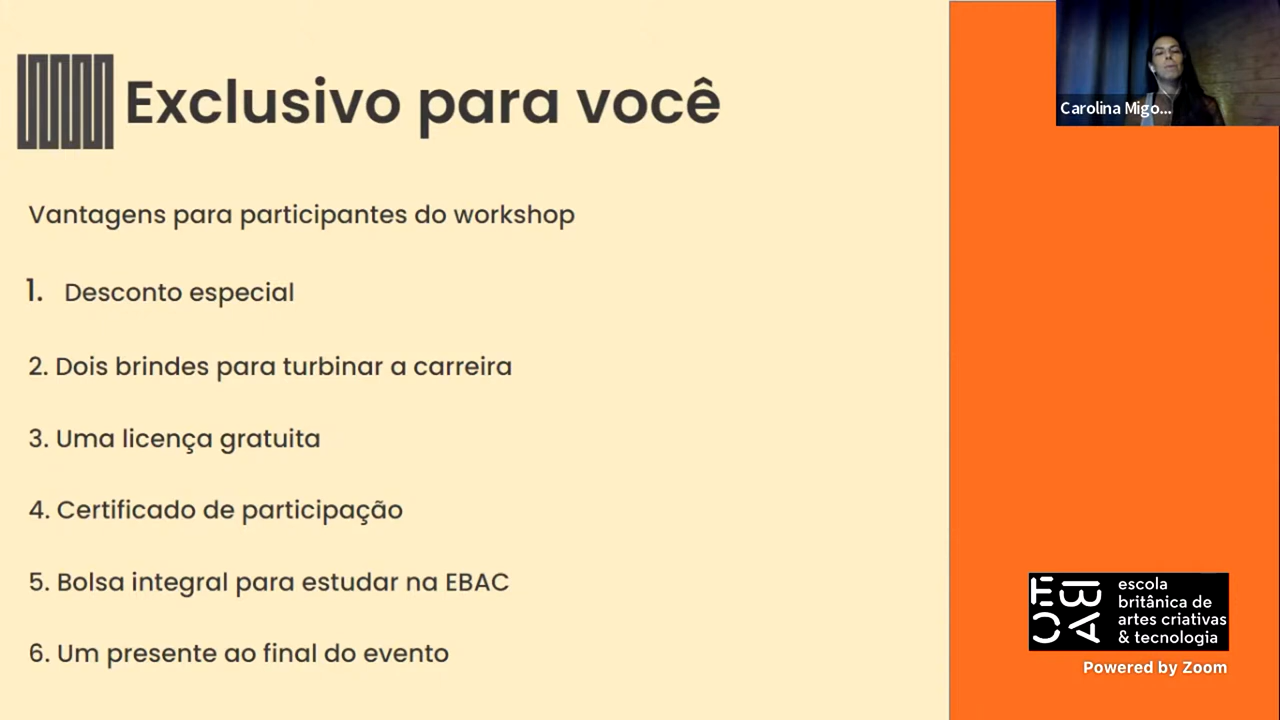 Exclusivo para você
Carolina Migo...
Vantagens para participantes do workshop
1. Desconto especial
2. Dois brindes para turbinar a carreira
3. Uma licença gratuita
4. Certificado de participação
5. Bolsa integral para estudar na EBAC
6. Um presente ao final do evento
EBAC
escola
britânica de
artes criativas
& tecnologia
Powered by Zoom